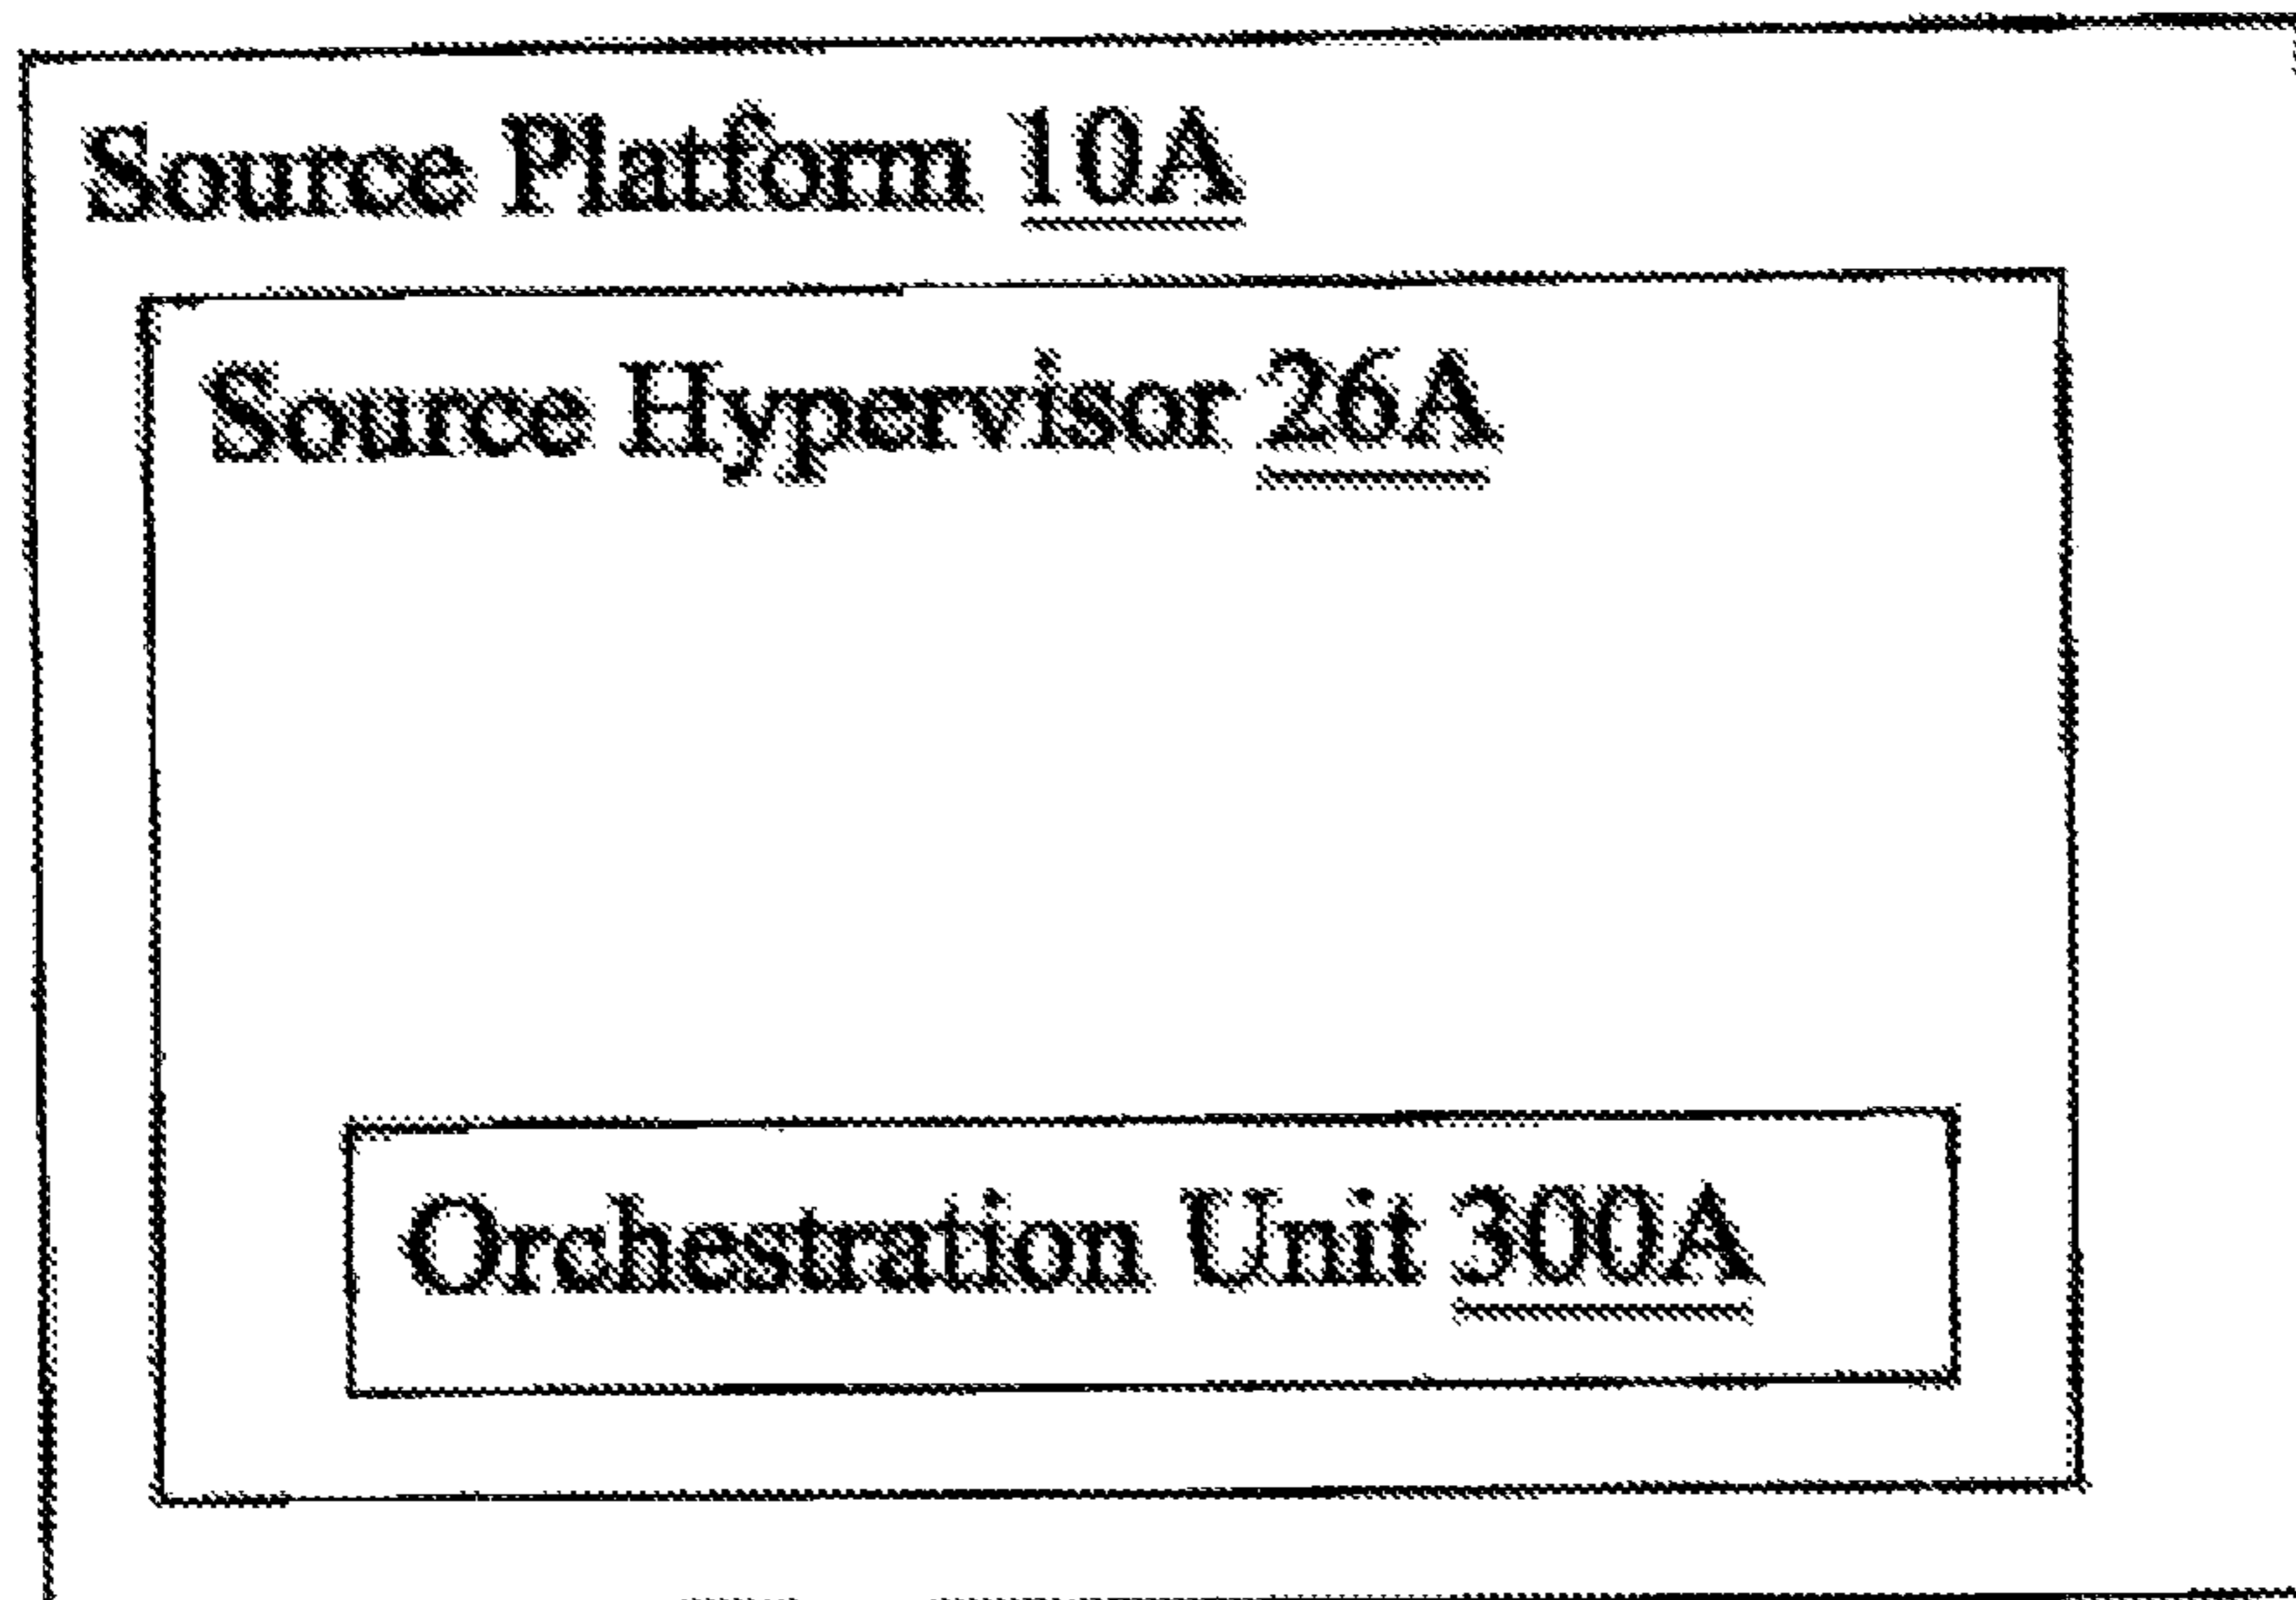 Source Platform 10A
Source Hypervisor 26A
Orchestration Unit 300A